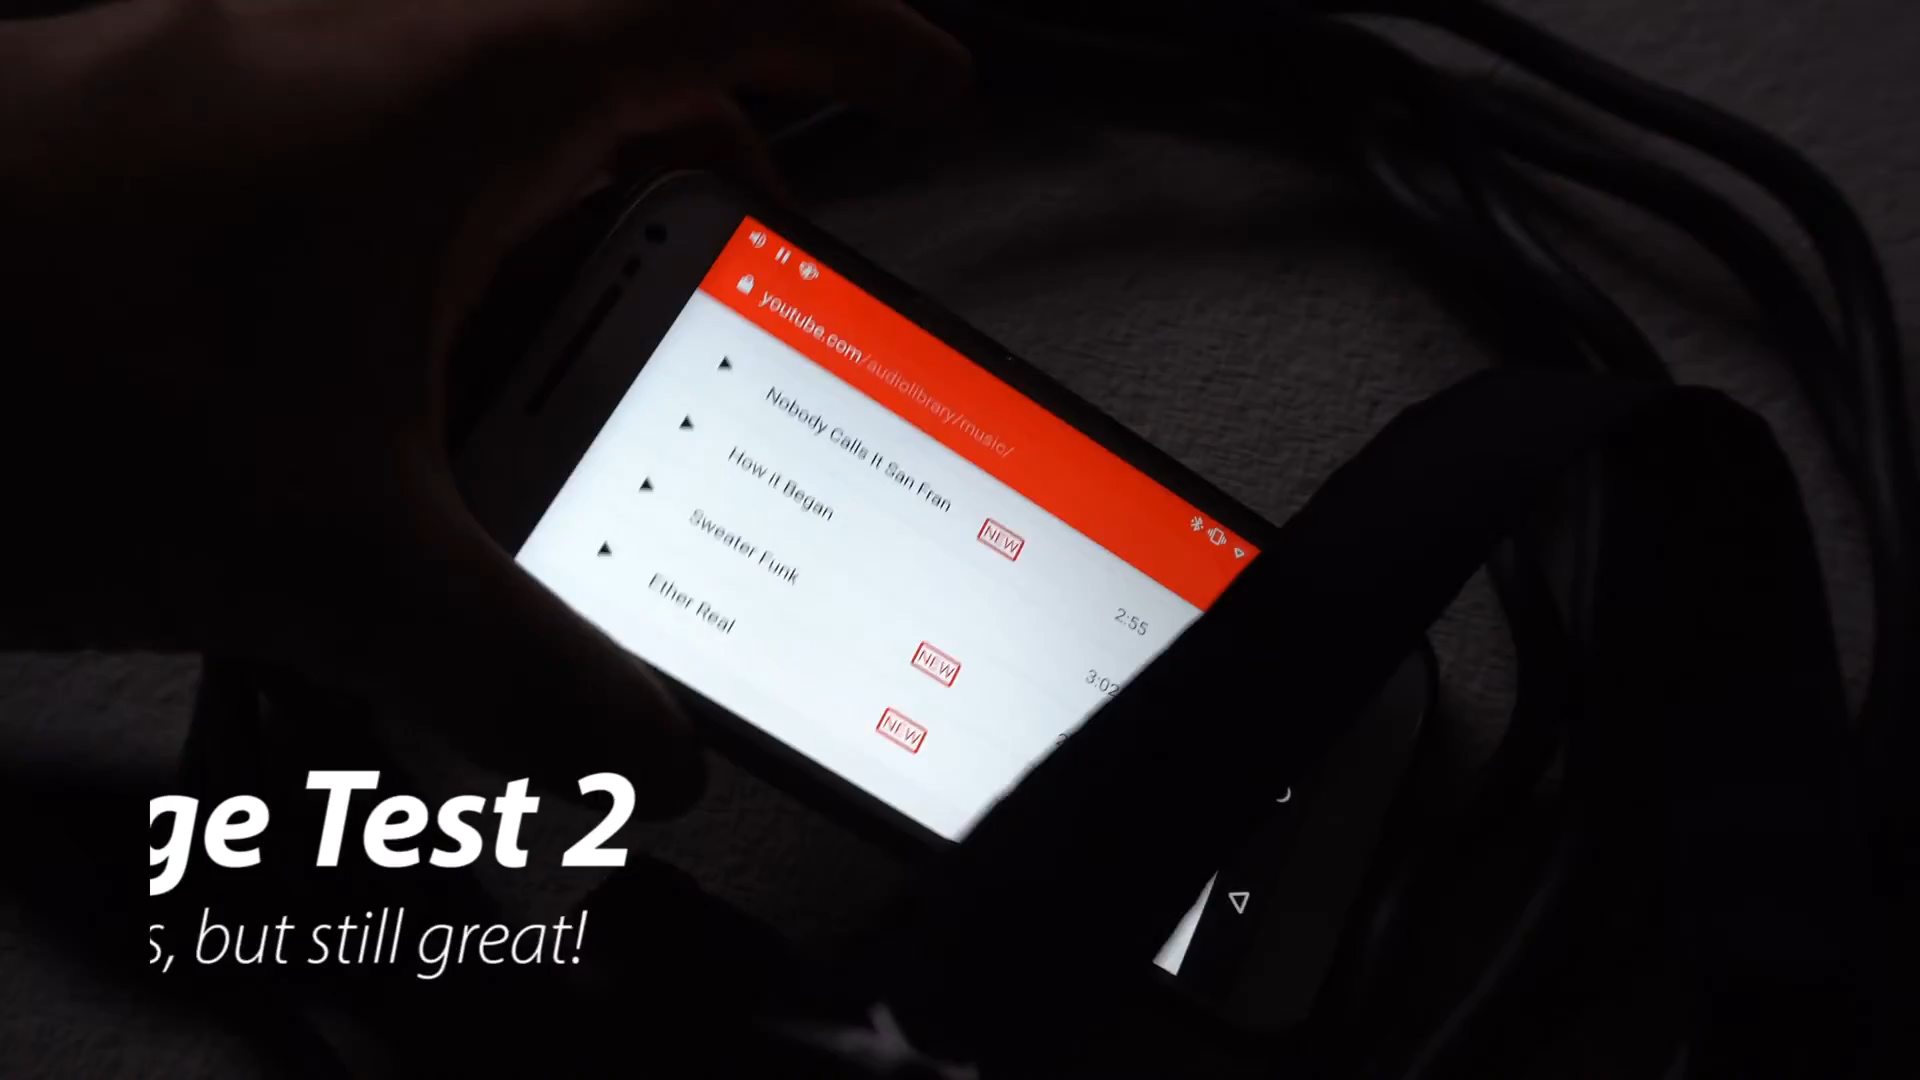 youtube.com/audiolibrary/music/
Nobody Calls It San Fran NEW 2:55
How it Began 3:02
Sweater Funk NEW
Ether Real NEW
ge Test 2
s, but still great!